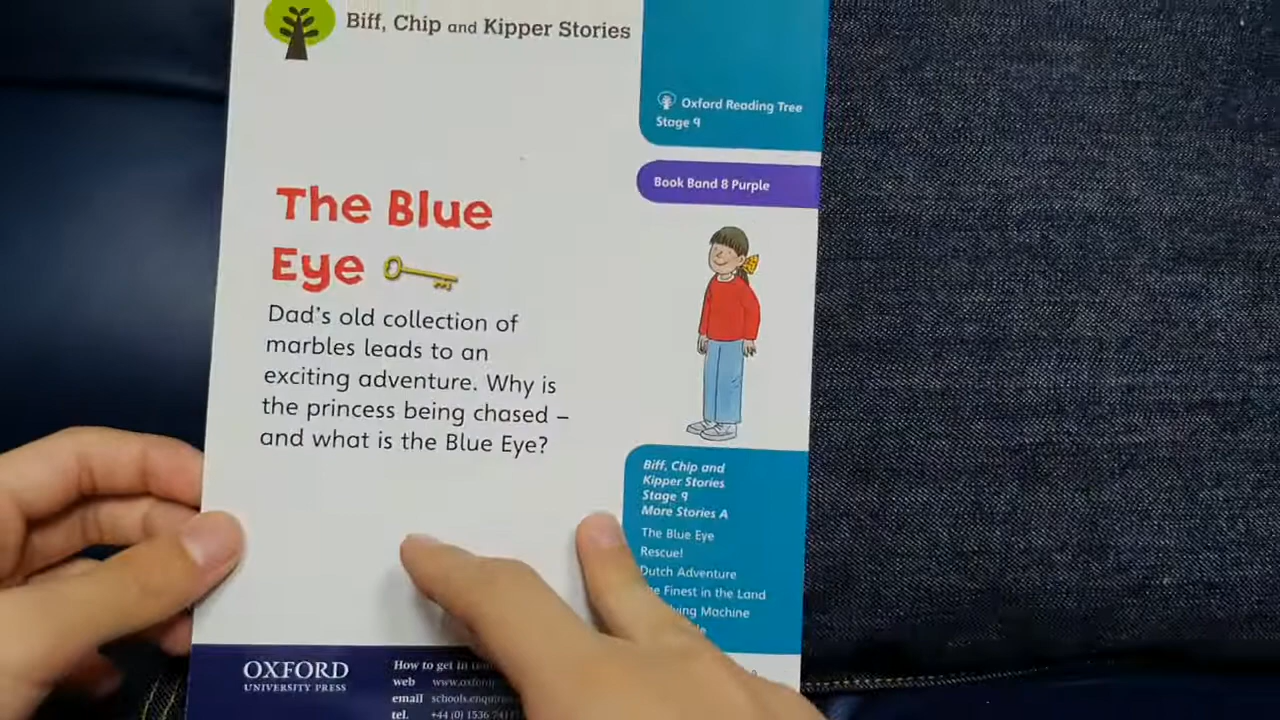 Biff, Chip and Kipper Stories
Oxford Reading Tree
Stage 9
Book Band 8 Purple
The Blue
Eye
Dad's old collection of
marbles leads to an
exciting adventure. Why is
the princess being chased –
and what is the Blue Eye?
Biff, Chip and
Kipper Stories
Stage 9
More Stories A
The Blue Eye
Rescue!
Dutch Adventure
Finest in the Land
Machine
OXFORD
UNIVERSITY PRESS
How to get in
web
email
tel. +44 (0) 1536